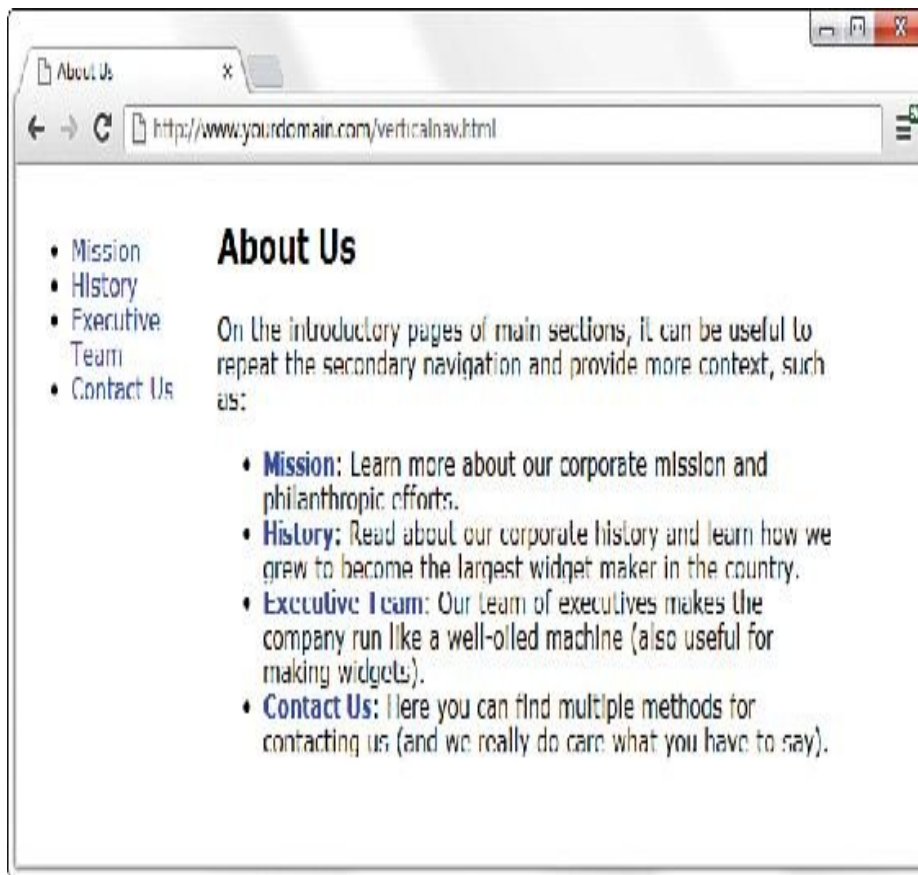 About Us
http://www.yourdomain.com/verticalnav.html
Mission
History
Executive
Team
Contact Us
About Us
On the introductory pages of main sections, it can be useful to
repeat the secondary navigation and provide more context, such
as:
Mission: Learn more about our corporate mission and
philanthropic efforts.
History: Read about our corporate history and learn how we
grew to become the largest widget maker in the country.
Executive Team: Our team of executives makes the
company run like a well-oiled machine (also useful for
making widgets).
Contact Us: Here you can find multiple methods for
contacting us (and we really do care what you have to say).